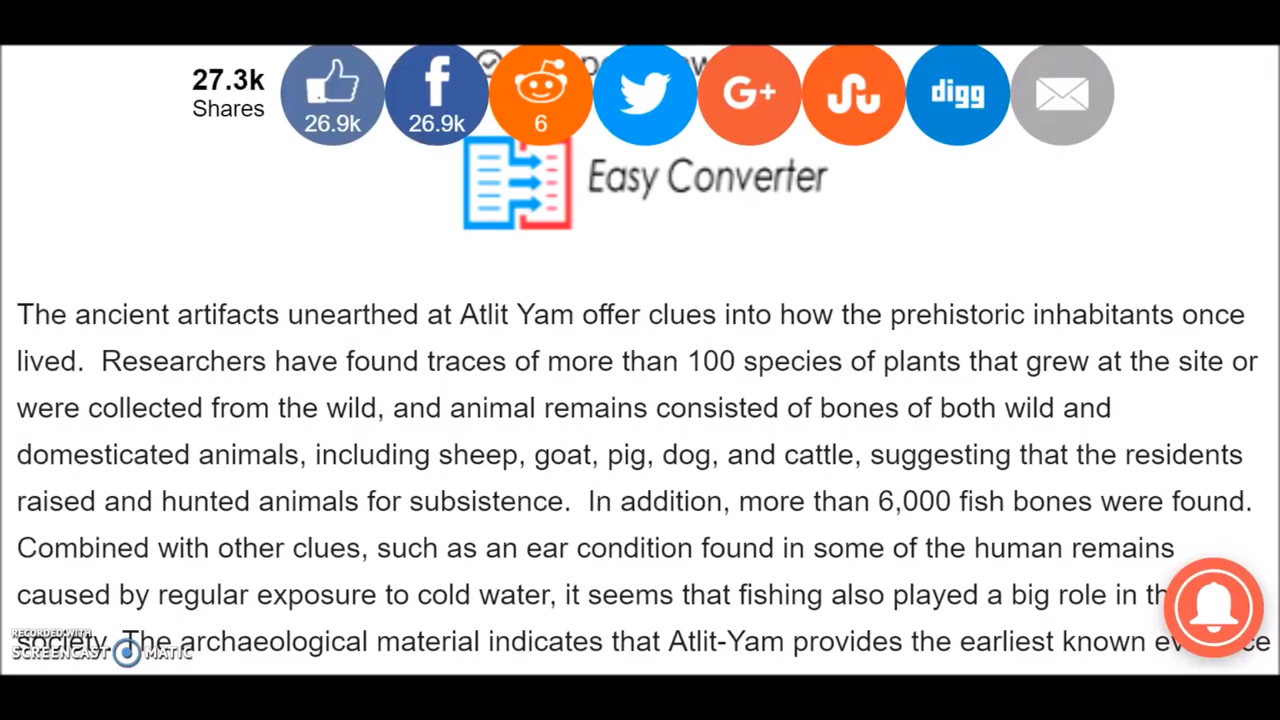 27.3k
Shares
26.9k
26.9k
6
G+
digg
Easy Converter
The ancient artifacts unearthed at Atlit Yam offer clues into how the prehistoric inhabitants once
lived. Researchers have found traces of more than 100 species of plants that grew at the site or
were collected from the wild, and animal remains consisted of bones of both wild and
domesticated animals, including sheep, goat, pig, dog, and cattle, suggesting that the residents
raised and hunted animals for subsistence. In addition, more than 6,000 fish bones were found.
Combined with other clues, such as an ear condition found in some of the human remains
caused by regular exposure to cold water, it seems that fishing also played a big role in
society. The archaeological material indicates that Atlit-Yam provides the earliest known
RECORDED WITH
SCREENCAST MATIC